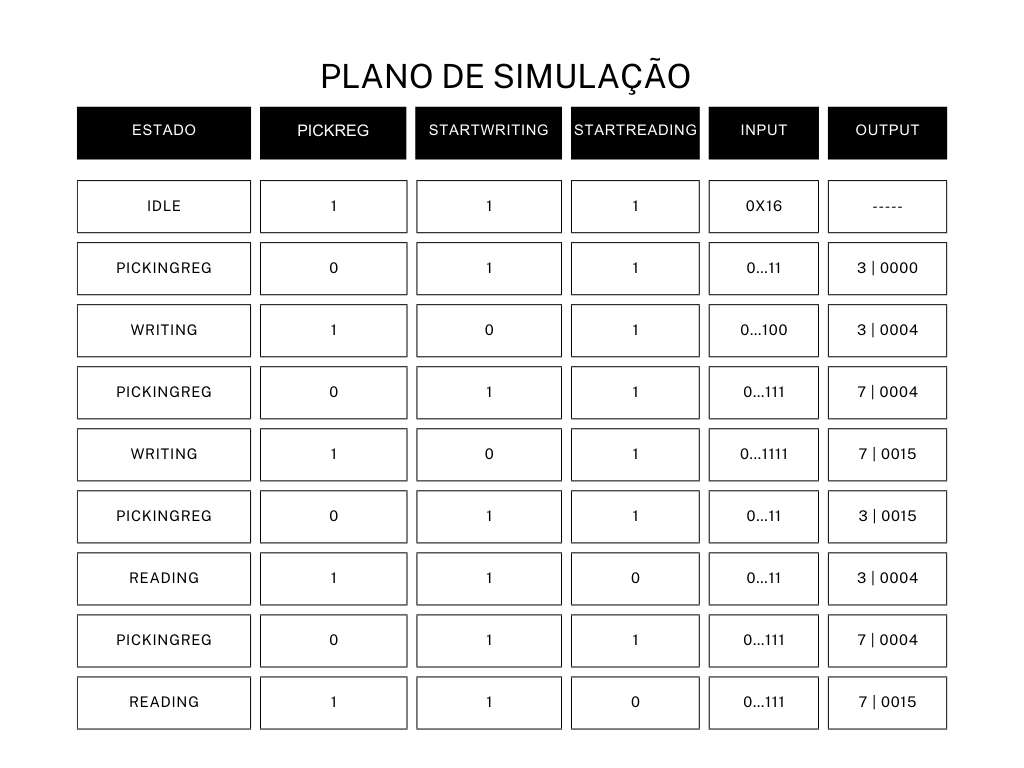 PLANO DE SIMULAÇÃO
ESTADO PICKREG STARTWRITING STARTREADING INPUT OUTPUT
IDLE 1 1 1 0X16 -----
PICKINGREG 0 1 1 0...11 3 | 0000
WRITING 1 0 1 0...100 3 | 0004
PICKINGREG 0 1 1 0...111 7 | 0004
WRITING 1 0 1 0...1111 7 | 0015
PICKINGREG 0 1 1 0...11 3 | 0015
READING 1 1 0 0...11 3 | 0004
PICKINGREG 0 1 1 0...111 7 | 0004
READING 1 1 0 0...111 7 | 0015